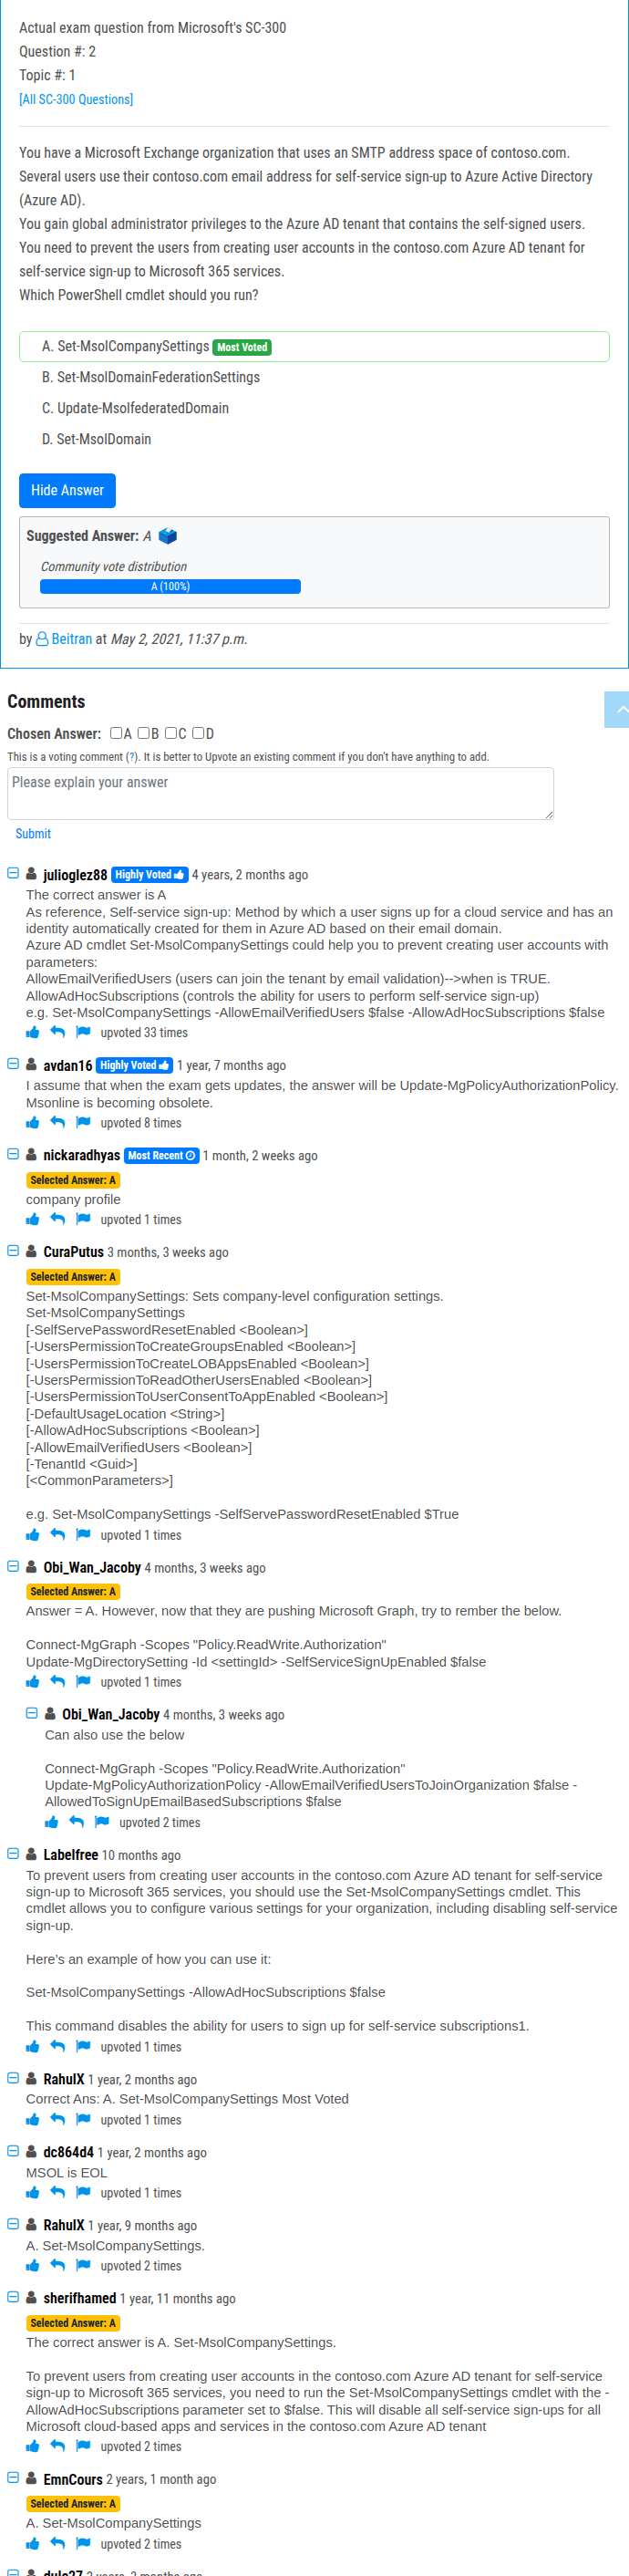 Actual exam question from Microsoft's SC-300
Question #: 2
Topic #: 1
[All SC-300 Questions]
You have a Microsoft Exchange organization that uses an SMTP address space of contoso.com.
Several users use their contoso.com email address for self-service sign-up to Azure Active Directory
(Azure AD).
You gain global administrator privileges to the Azure AD tenant that contains the self-signed users.
You need to prevent the users from creating user accounts in the contoso.com Azure AD tenant for
self-service sign-up to Microsoft 365 services.
Which PowerShell cmdlet should you run?
A. Set-MsolCompanySettings Most Voted
B. Set-MsolDomainFederationSettings
C. Update-MsolfederatedDomain
D. Set-MsolDomain
Hide Answer
Suggested Answer: A
Community vote distribution
A (100%)
by Beitran at May 2, 2021, 11:37 p.m.
Comments
Chosen Answer: A B C D
This is a voting comment (?). It is better to Upvote an existing comment if you don't have anything to add.
Please explain your answer
Submit
julioglez88 Highly Voted 4 years, 2 months ago
The correct answer is A
As reference, Self-service sign-up: Method by which a user signs up for a cloud service and has an
identity automatically created for them in Azure AD based on their email domain.
Azure AD cmdlet Set-MsolCompanySettings could help you to prevent creating user accounts with
parameters:
AllowEmailVerifiedUsers (users can join the tenant by email validation)-->when is TRUE.
AllowAdHocSubscriptions (controls the ability for users to perform self-service sign-up)
e.g. Set-MsolCompanySettings -AllowEmailVerifiedUsers $false -AllowAdHocSubscriptions $false
upvoted 33 times
avdan16 Highly Voted 1 year, 7 months ago
I assume that when the exam gets updates, the answer will be Update-MgPolicyAuthorizationPolicy.
Msonline is becoming obsolete.
upvoted 8 times
nickaradhyas Most Recent 1 month, 2 weeks ago
Selected Answer: A
company profile
upvoted 1 times
CuraPutus 3 months, 3 weeks ago
Selected Answer: A
Set-MsolCompanySettings: Sets company-level configuration settings.
Set-MsolCompanySettings
[-SelfServePasswordResetEnabled <Boolean>]
[-UsersPermissionToCreateGroupsEnabled <Boolean>]
[-UsersPermissionToCreateLOBAppsEnabled <Boolean>]
[-UsersPermissionToReadOtherUsersEnabled <Boolean>]
[-UsersPermissionToUserConsentToAppEnabled <Boolean>]
[-DefaultUsageLocation <String>]
[-AllowAdHocSubscriptions <Boolean>]
[-AllowEmailVerifiedUsers <Boolean>]
[-TenantId <Guid>]
[<CommonParameters>]
e.g. Set-MsolCompanySettings -SelfServePasswordResetEnabled $True
upvoted 1 times
Obi_Wan_Jacoby 4 months, 3 weeks ago
Selected Answer: A
Answer = A. However, now that they are pushing Microsoft Graph, try to rember the below.
Connect-MgGraph -Scopes "Policy.ReadWrite.Authorization"
Update-MgDirectorySetting -Id <settingId> -SelfServiceSignUpEnabled $false
upvoted 1 times
Obi_Wan_Jacoby 4 months, 3 weeks ago
Can also use the below
Connect-MgGraph -Scopes "Policy.ReadWrite.Authorization"
Update-MgPolicyAuthorizationPolicy -AllowEmailVerifiedUsersToJoinOrganization $false -
AllowedToSignUpEmailBasedSubscriptions $false
upvoted 2 times
Labelfree 10 months ago
To prevent users from creating user accounts in the contoso.com Azure AD tenant for self-service
sign-up to Microsoft 365 services, you should use the Set-MsolCompanySettings cmdlet. This
cmdlet allows you to configure various settings for your organization, including disabling self-service
sign-up.
Here's an example of how you can use it:
Set-MsolCompanySettings -AllowAdHocSubscriptions $false
This command disables the ability for users to sign up for self-service subscriptions1.
upvoted 1 times
RahulX 1 year, 2 months ago
Correct Ans: A. Set-MsolCompanySettings Most Voted
upvoted 1 times
dc864d4 1 year, 2 months ago
MSOL is EOL
upvoted 1 times
RahulX 1 year, 9 months ago
A. Set-MsolCompanySettings.
upvoted 2 times
sherifhamed 1 year, 11 months ago
Selected Answer: A
The correct answer is A. Set-MsolCompanySettings.
To prevent users from creating user accounts in the contoso.com Azure AD tenant for self-service
sign-up to Microsoft 365 services, you need to run the Set-MsolCompanySettings cmdlet with the -
AllowAdHocSubscriptions parameter set to $false. This will disable all self-service sign-ups for all
Microsoft cloud-based apps and services in the contoso.com Azure AD tenant
upvoted 2 times
EmnCours 2 years, 1 month ago
Selected Answer: A
A. Set-MsolCompanySettings
upvoted 2 times